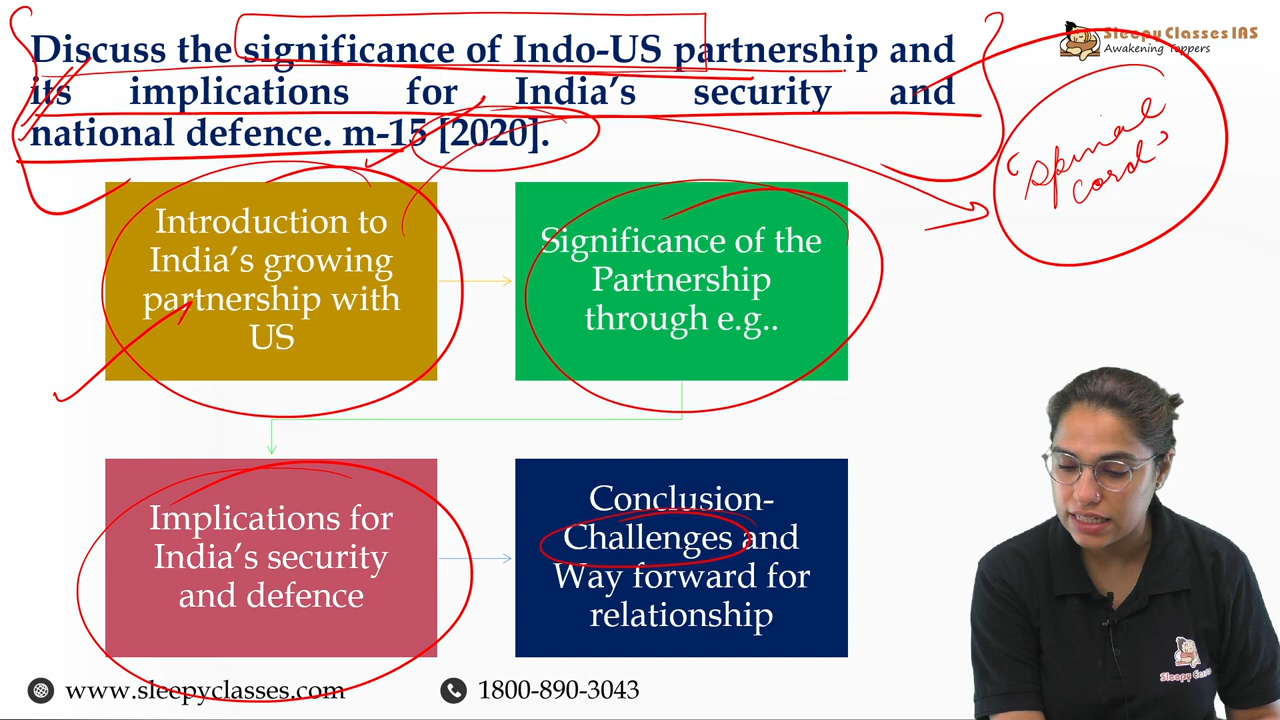 Discuss the significance of Indo-US partnership and
its implications for India's security and
national defence. m-15 [2020].
Sleepy Classes IAS
Awakening Toppers
"Spinal
cord"
Introduction to
India's growing
partnership with
US
Significance of the
Partnership
through e.g..
Implications for
India's security
and defence
Conclusion-
Challenges and
Way forward for
relationship
Sleepy Classes
www.sleepyclasses.com
1800-890-3043